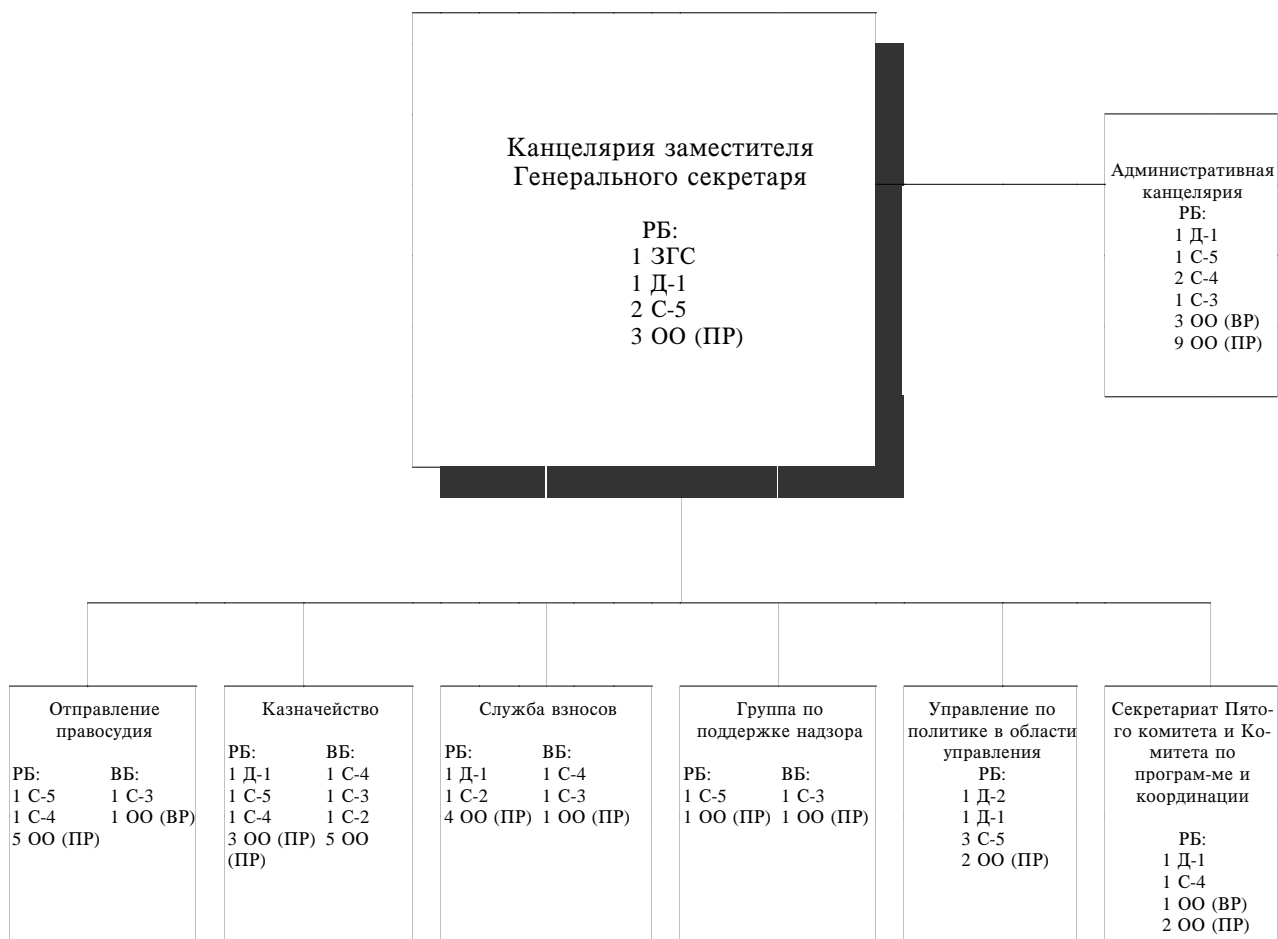 Канцелярия заместителя
Генерального секретаря
РБ:
1 ЗГС
1 Д-1
2 С-5
3 ОО (ПР)
Административная
канцелярия
РБ:
1 Д-1
1 С-5
2 С-4
1 С-3
3 ОО (ВР)
9 ОО (ПР)
Отправление
правосудия
РБ: ВБ:
1 С-5 1 С-3
1 С-4 1 ОО (ВР)
5 ОО (ПР)
Казначейство
РБ: ВБ:
1 Д-1 1 С-4
1 С-5 1 С-3
1 С-4 1 С-2
3 ОО (ПР) 5 ОО
(ПР)
Служба взносов
РБ: ВБ:
1 Д-1 1 С-4
1 С-2 1 С-3
4 ОО (ПР) 1 ОО (ПР)
Группа по
поддержке надзора
РБ: ВБ:
1 С-5 1 С-3
1 ОО (ПР) 1 ОО (ПР)
Управление по
политике в области
управления
РБ:
1 Д-2
1 Д-1
3 С-5
2 ОО (ПР)
Секретариат Пято-
го комитета и Ко-
митета по
програм-ме и
координации
РБ:
1 Д-1
1 С-4
1 ОО (ВР)
2 ОО (ПР)